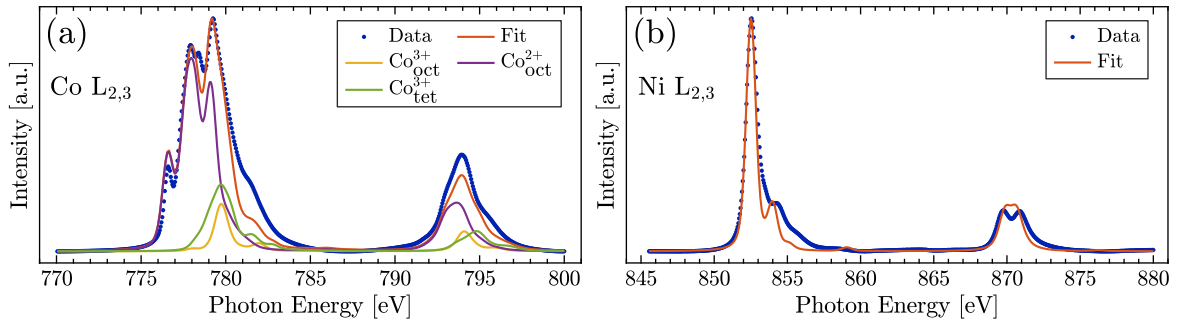 (a)
Data
Fit
Co³⁺oct
Co²⁺oct
Co³⁺tet
Co L₂,₃
Intensity [a.u.]
770 775 780 785 790 795 800
Photon Energy [eV]
(b)
Data
Fit
Ni L₂,₃
Intensity [a.u.]
845 850 855 860 865 870 875 880
Photon Energy [eV]